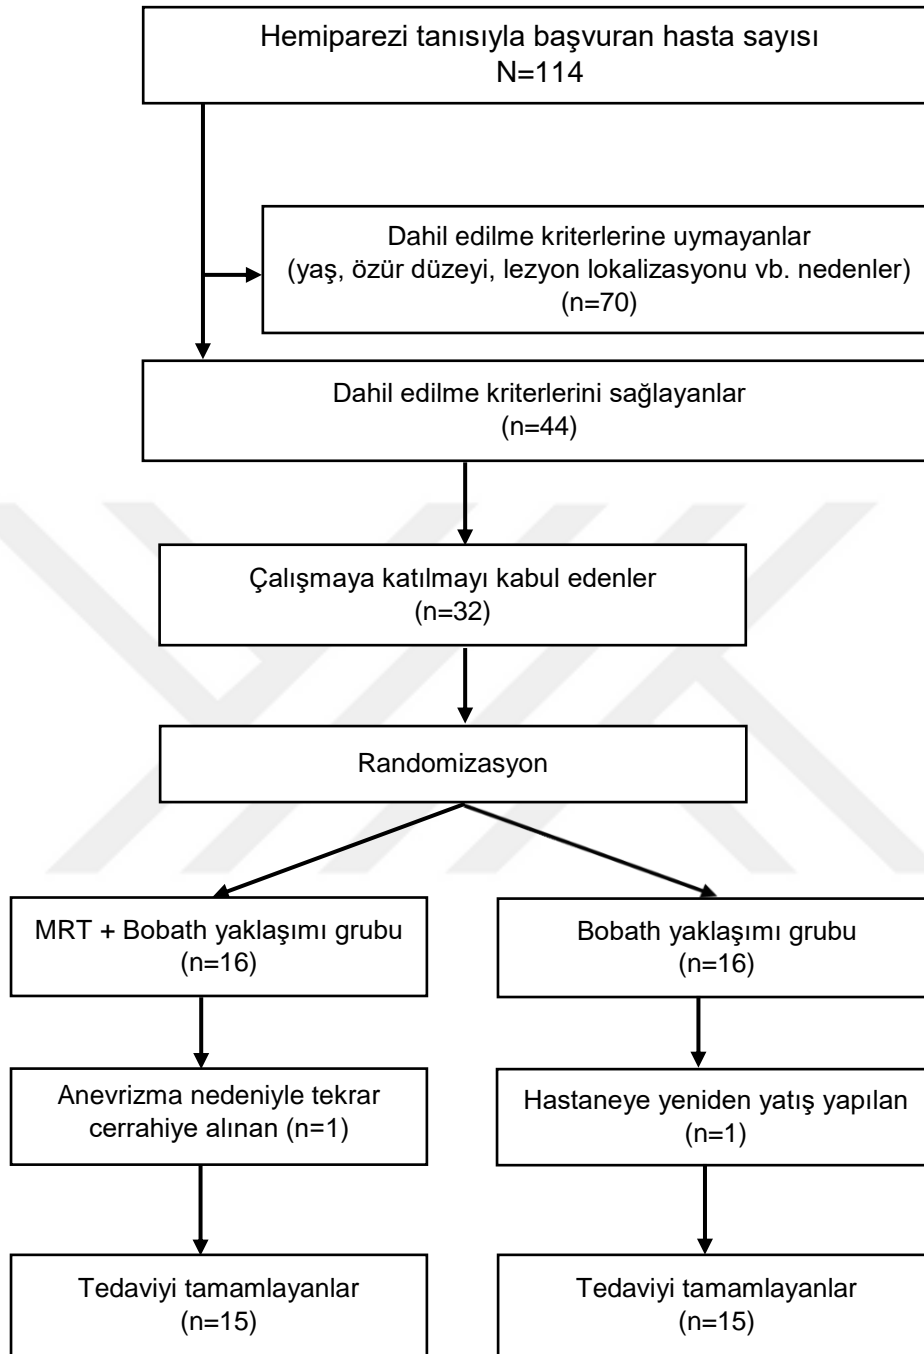 Hemiparezi tanısıyla başvuran hasta sayısı
N=114
Dahil edilme kriterlerine uymayanlar
(yaş, özür düzeyi, lezyon lokalizasyonu vb. nedenler)
(n=70)
Dahil edilme kriterlerini sağlayanlar
(n=44)
Çalışmaya katılmayı kabul edenler
(n=32)
Randomizasyon
MRT + Bobath yaklaşımı grubu
(n=16)
Bobath yaklaşımı grubu
(n=16)
Anevrizma nedeniyle tekrar
cerrahiye alınan (n=1)
Hastaneye yeniden yatış yapılan
(n=1)
Tedaviyi tamamlayanlar
(n=15)
Tedaviyi tamamlayanlar
(n=15)